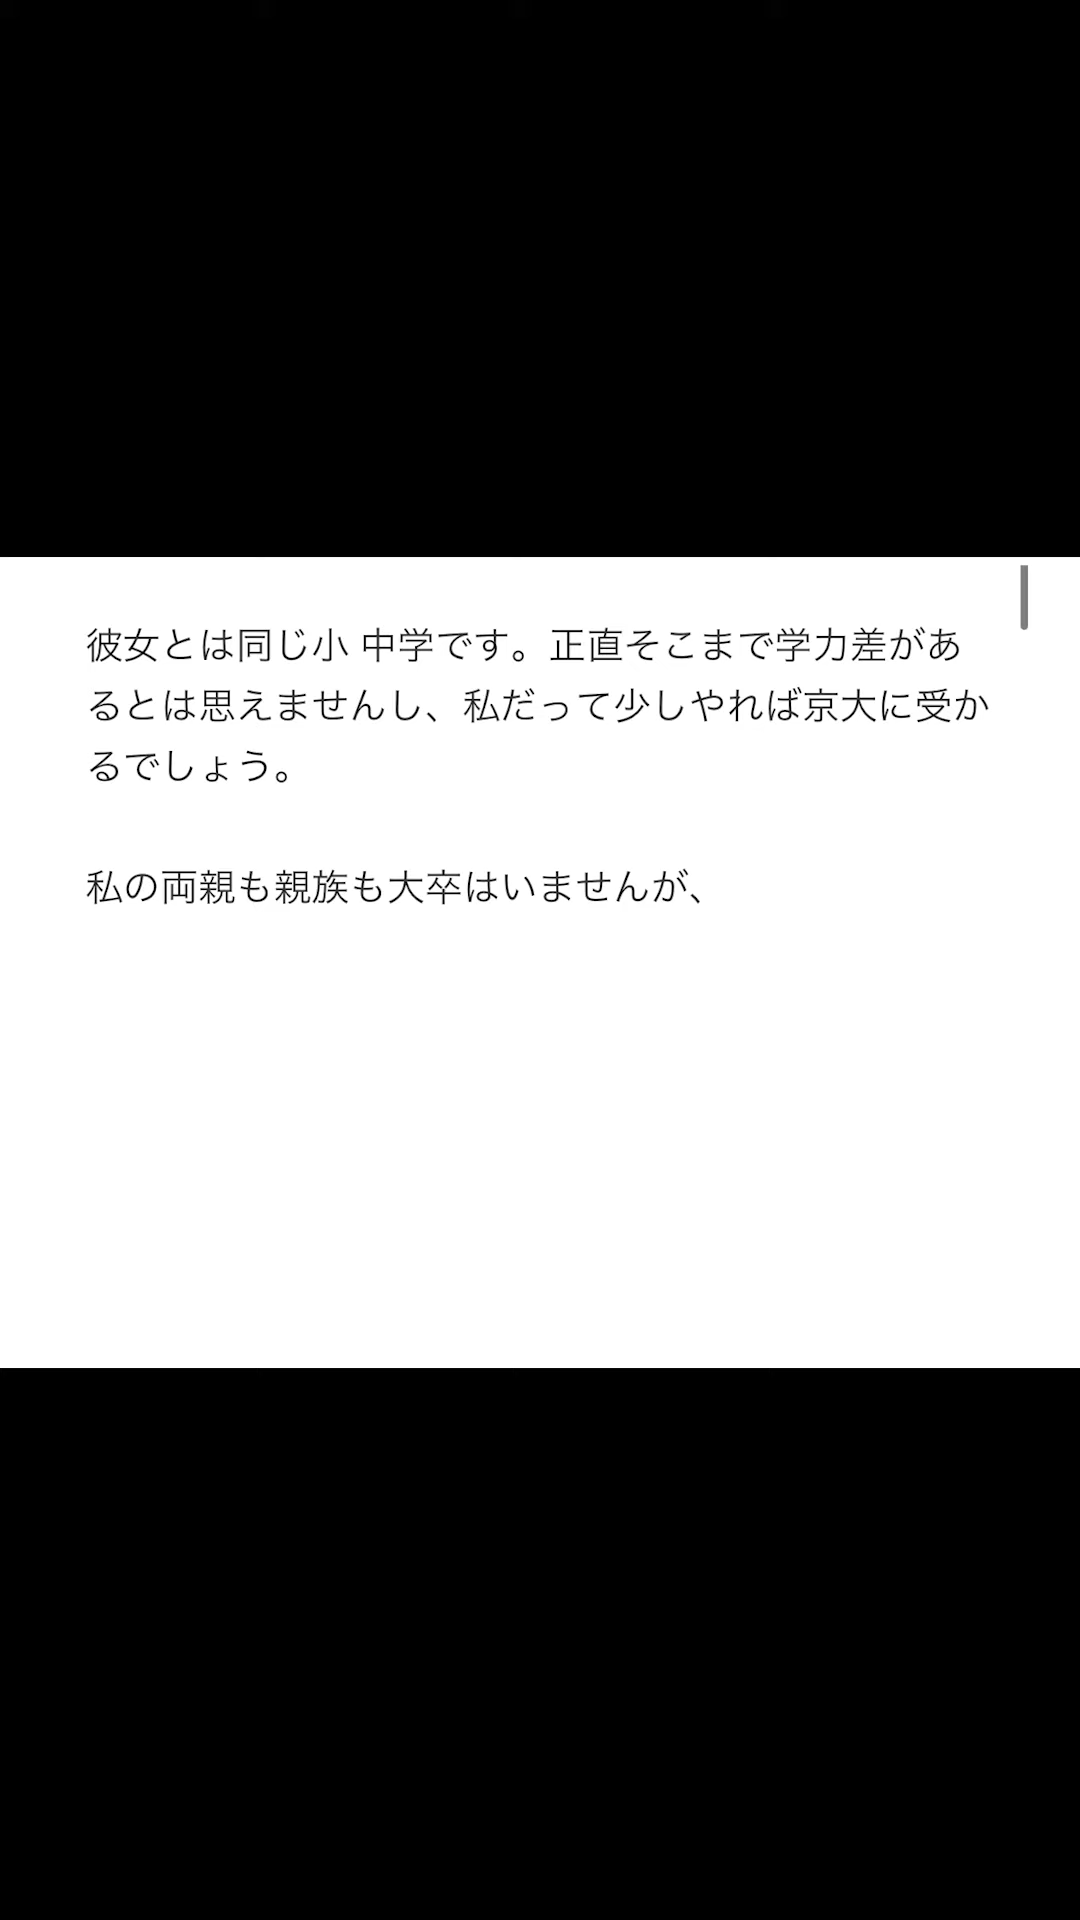 彼女とは同じ小 中学です。正直そこまで学力差があ
るとは思えませんし、私だって少しやれば京大に受か
るでしょう。
私の両親も親族も大卒はいませんが、